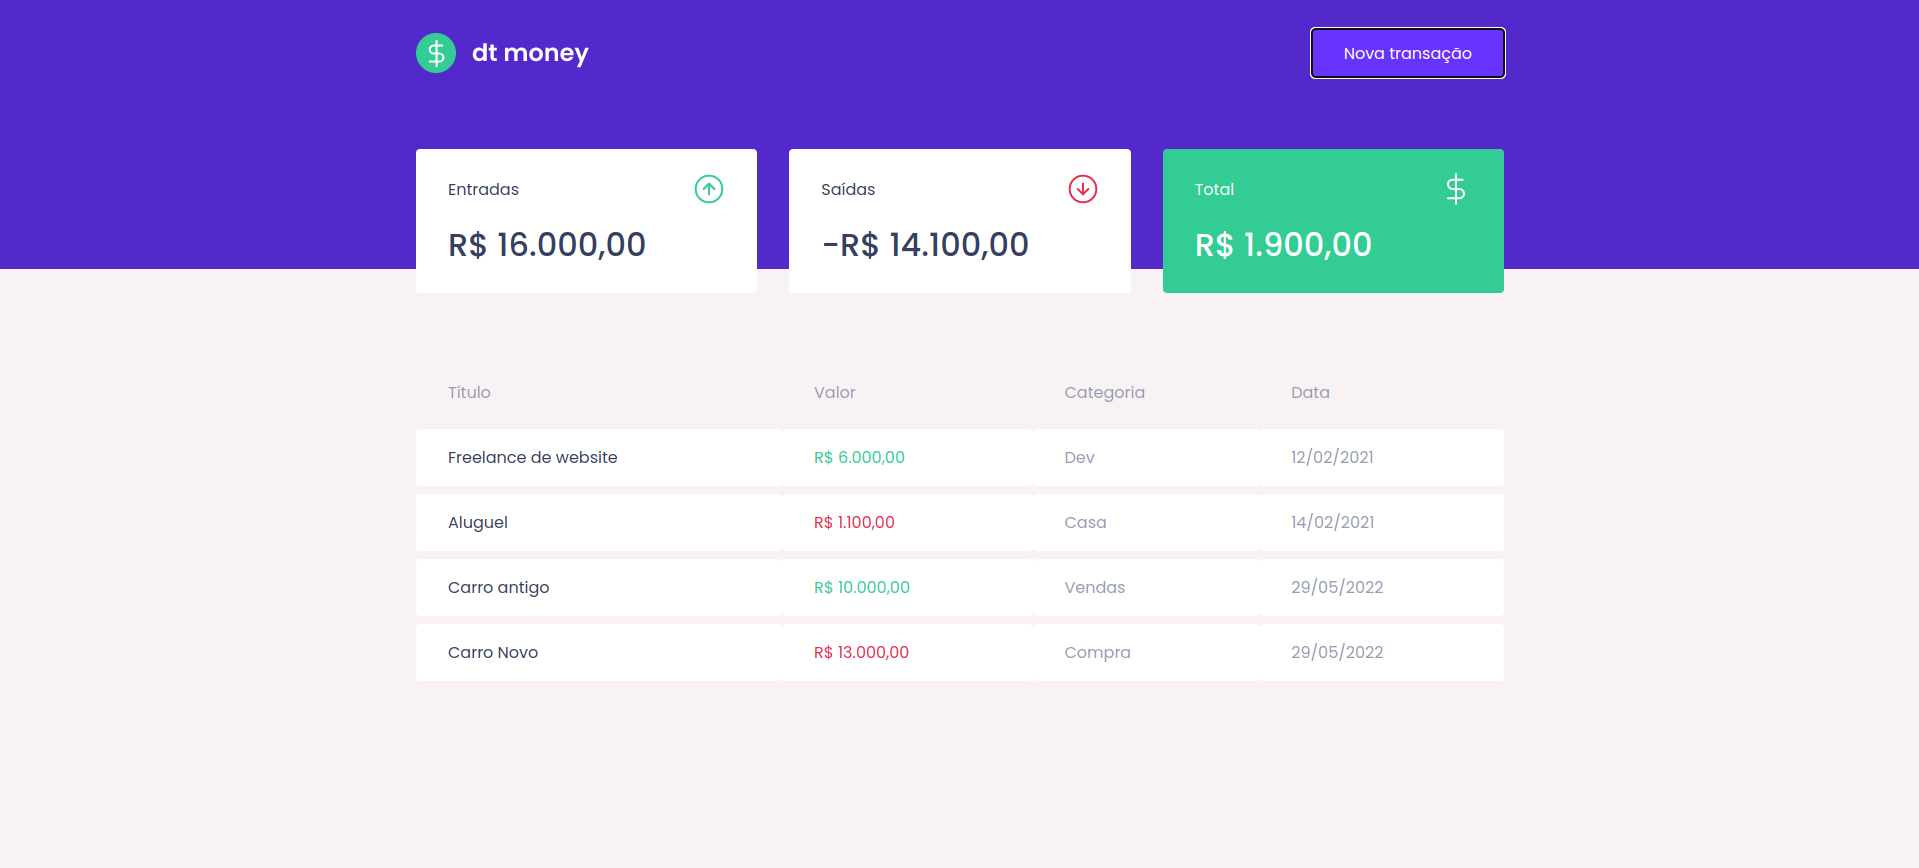 dt money
Nova transação
Entradas
R$ 16.000,00
Saídas
-R$ 14.100,00
Total
$
R$ 1.900,00
Título Valor Categoria Data
Freelance de website R$ 6.000,00 Dev 12/02/2021
Aluguel R$ 1.100,00 Casa 14/02/2021
Carro antigo R$ 10.000,00 Vendas 29/05/2022
Carro Novo R$ 13.000,00 Compra 29/05/2022